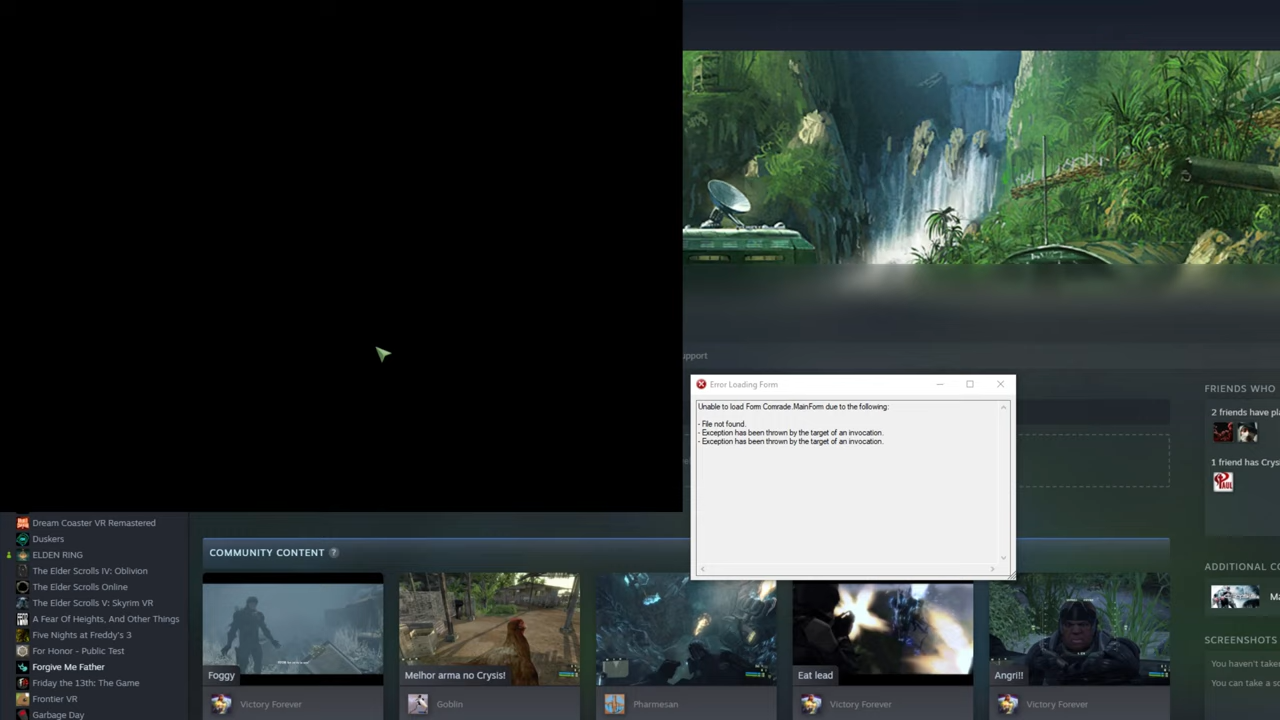 upport
Error Loading Form
Unable to load Form Comrade.MainForm due to the following:
- File not found.
- Exception has been thrown by the target of an invocation.
- Exception has been thrown by the target of an invocation.
FRIENDS WHO
2 friends have pla
1 friend has Crys
Dream Coaster VR Remastered
Duskers
ELDEN RING
The Elder Scrolls IV: Oblivion
The Elder Scrolls Online
The Elder Scrolls V: Skyrim VR
A Fear Of Heights, And Other Things
Five Nights at Freddy's 3
For Honor - Public Test
Forgive Me Father
Friday the 13th: The Game
Frontier VR
Garbage Day
COMMUNITY CONTENT ?
Foggy
Victory Forever
Melhor arma no Crysis!
Goblin
Pharmesan
Eat lead
Victory Forever
Angri!!
Victory Forever
ADDITIONAL CO
Ma
SCREENSHOTS
You haven't take
You can take a sc